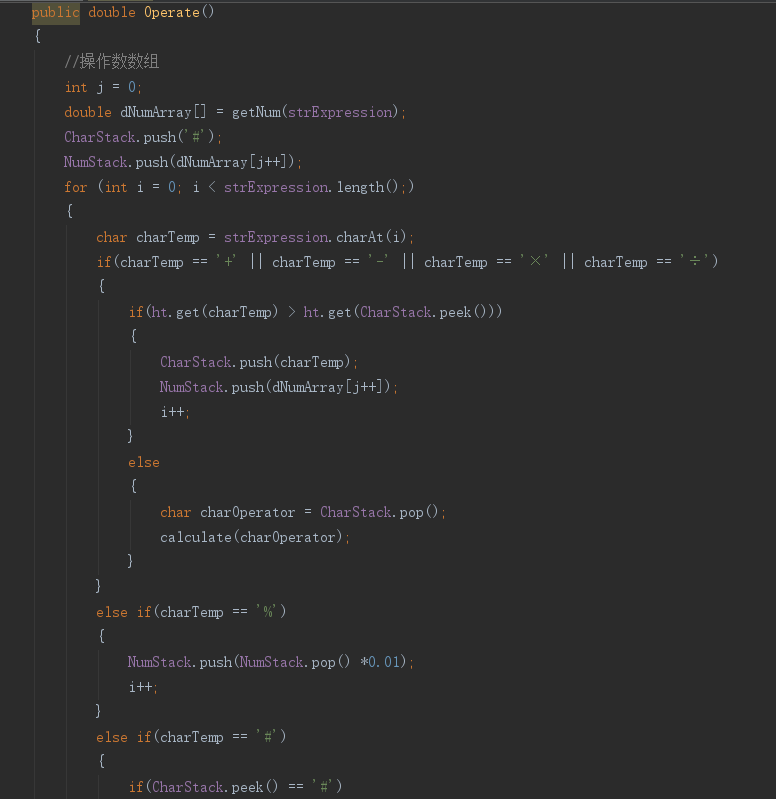 public double Operate()
{
//操作数数组
int j = 0;
double dNumArray[] = getNum(strExpression);
CharStack.push('#');
NumStack.push(dNumArray[j++]);
for (int i = 0; i < strExpression.length();)
{
char charTemp = strExpression.charAt(i);
if(charTemp == '+' || charTemp == '-' || charTemp == '×' || charTemp == '÷')
{
if(ht.get(charTemp) > ht.get(CharStack.peek()))
{
CharStack.push(charTemp);
NumStack.push(dNumArray[j++]);
i++;
}
else
{
char charOperator = CharStack.pop();
calculate(charOperator);
}
}
else if(charTemp == '%')
{
NumStack.push(NumStack.pop() *0.01);
i++;
}
else if(charTemp == '#')
{
if(CharStack.peek() == '#')